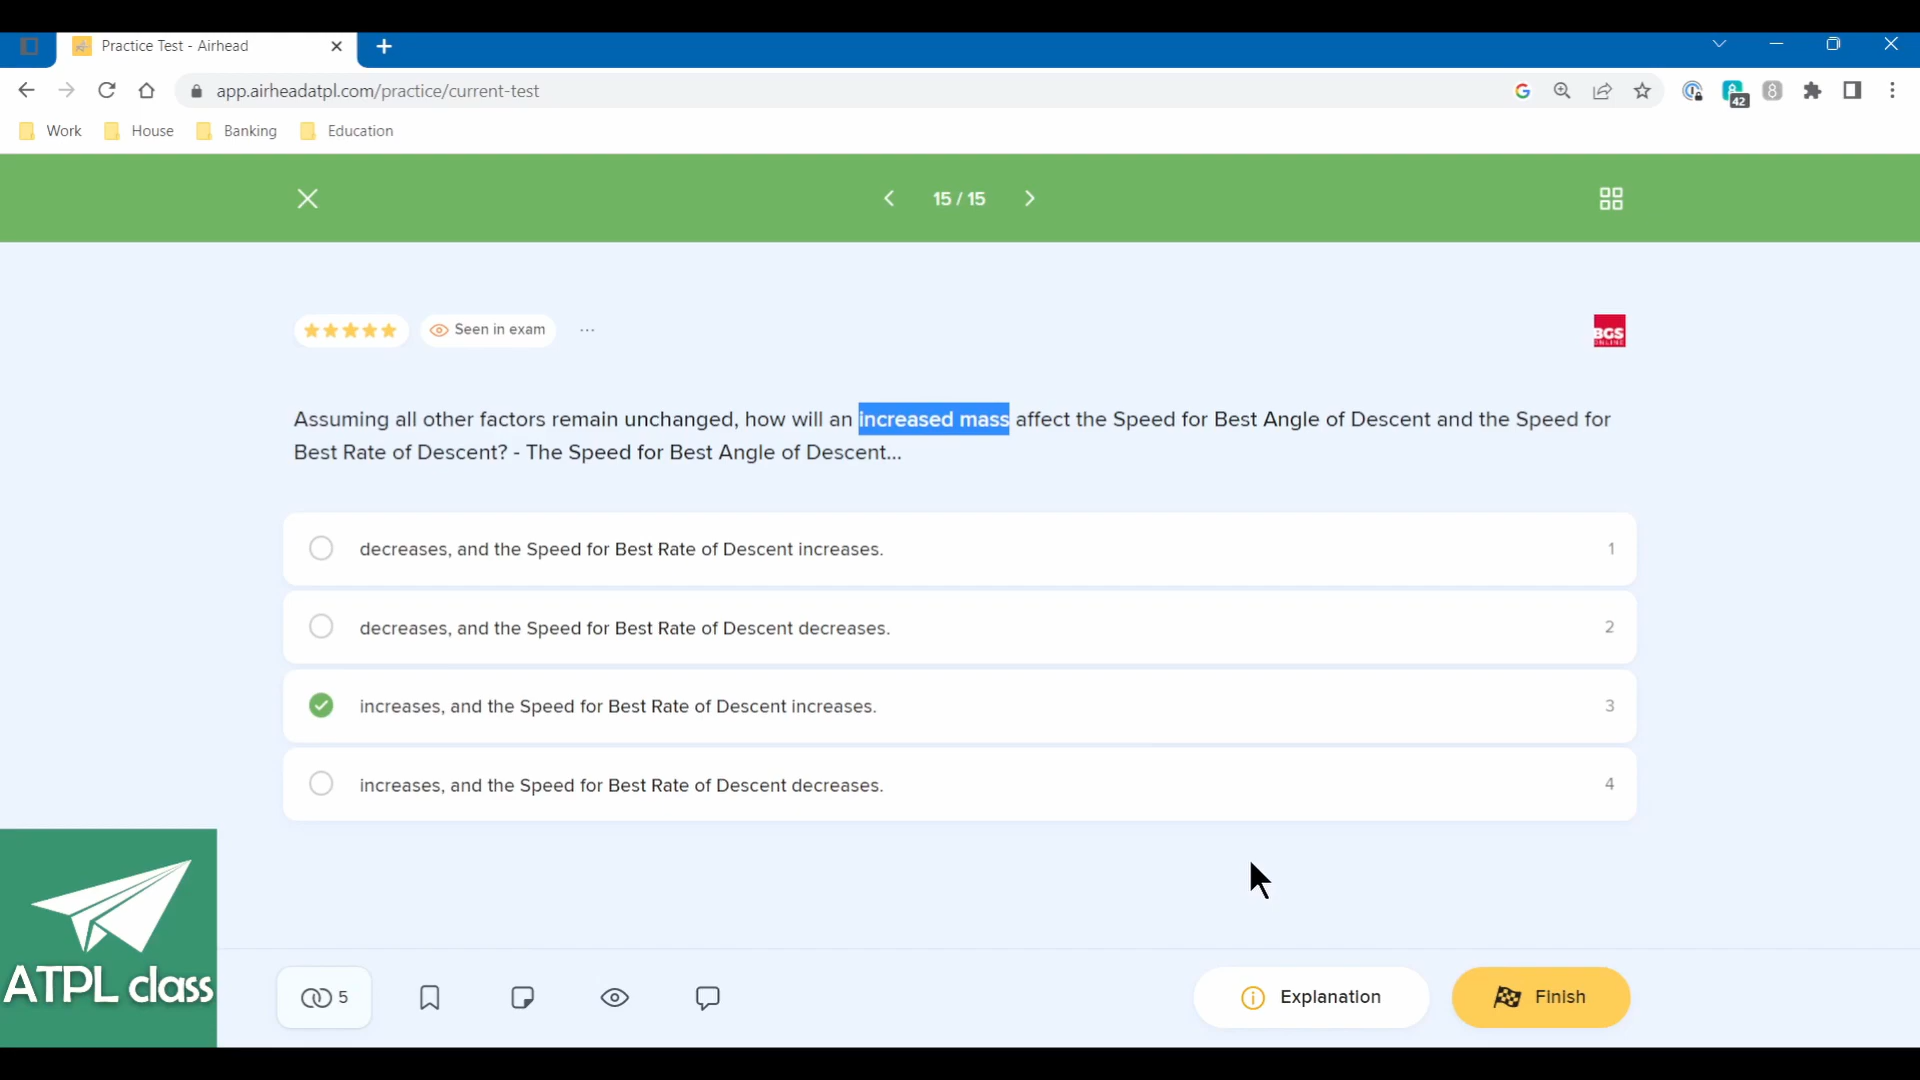 Practice Test - Airhead
app.airheadatpl.com/practice/current-test
42
8
Work House Banking Education
15 / 15
Seen in exam
BGS
ONLINE
Assuming all other factors remain unchanged, how will an increased mass affect the Speed for Best Angle of Descent and the Speed for
Best Rate of Descent? - The Speed for Best Angle of Descent...
decreases, and the Speed for Best Rate of Descent increases. 1
decreases, and the Speed for Best Rate of Descent decreases. 2
increases, and the Speed for Best Rate of Descent increases. 3
increases, and the Speed for Best Rate of Descent decreases. 4
ATPL class
5
Explanation
Finish